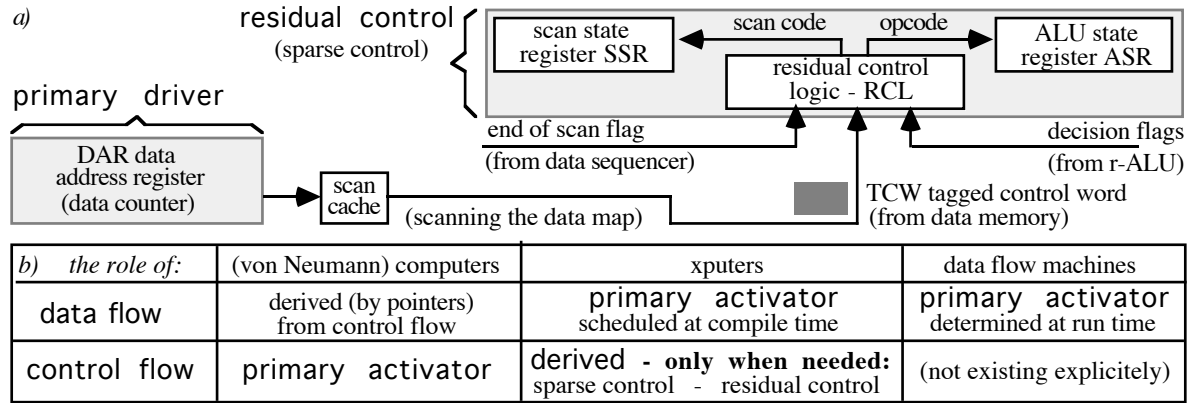 a)
residual control
(sparse control)
scan state
register SSR
scan code
opcode
ALU state
register ASR
residual control
logic - RCL
primary driver
end of scan flag
(from data sequencer)
decision flags
(from r-ALU)
DAR data
address register
(data counter)
scan
cache
(scanning the data map)
TCW tagged control word
(from data memory)
b) the role of:
(von Neumann) computers
xputers
data flow machines
data flow
derived (by pointers)
from control flow
primary activator
scheduled at compile time
primary activator
determined at run time
control flow
primary activator
derived - only when needed:
sparse control - residual control
(not existing explicitely)